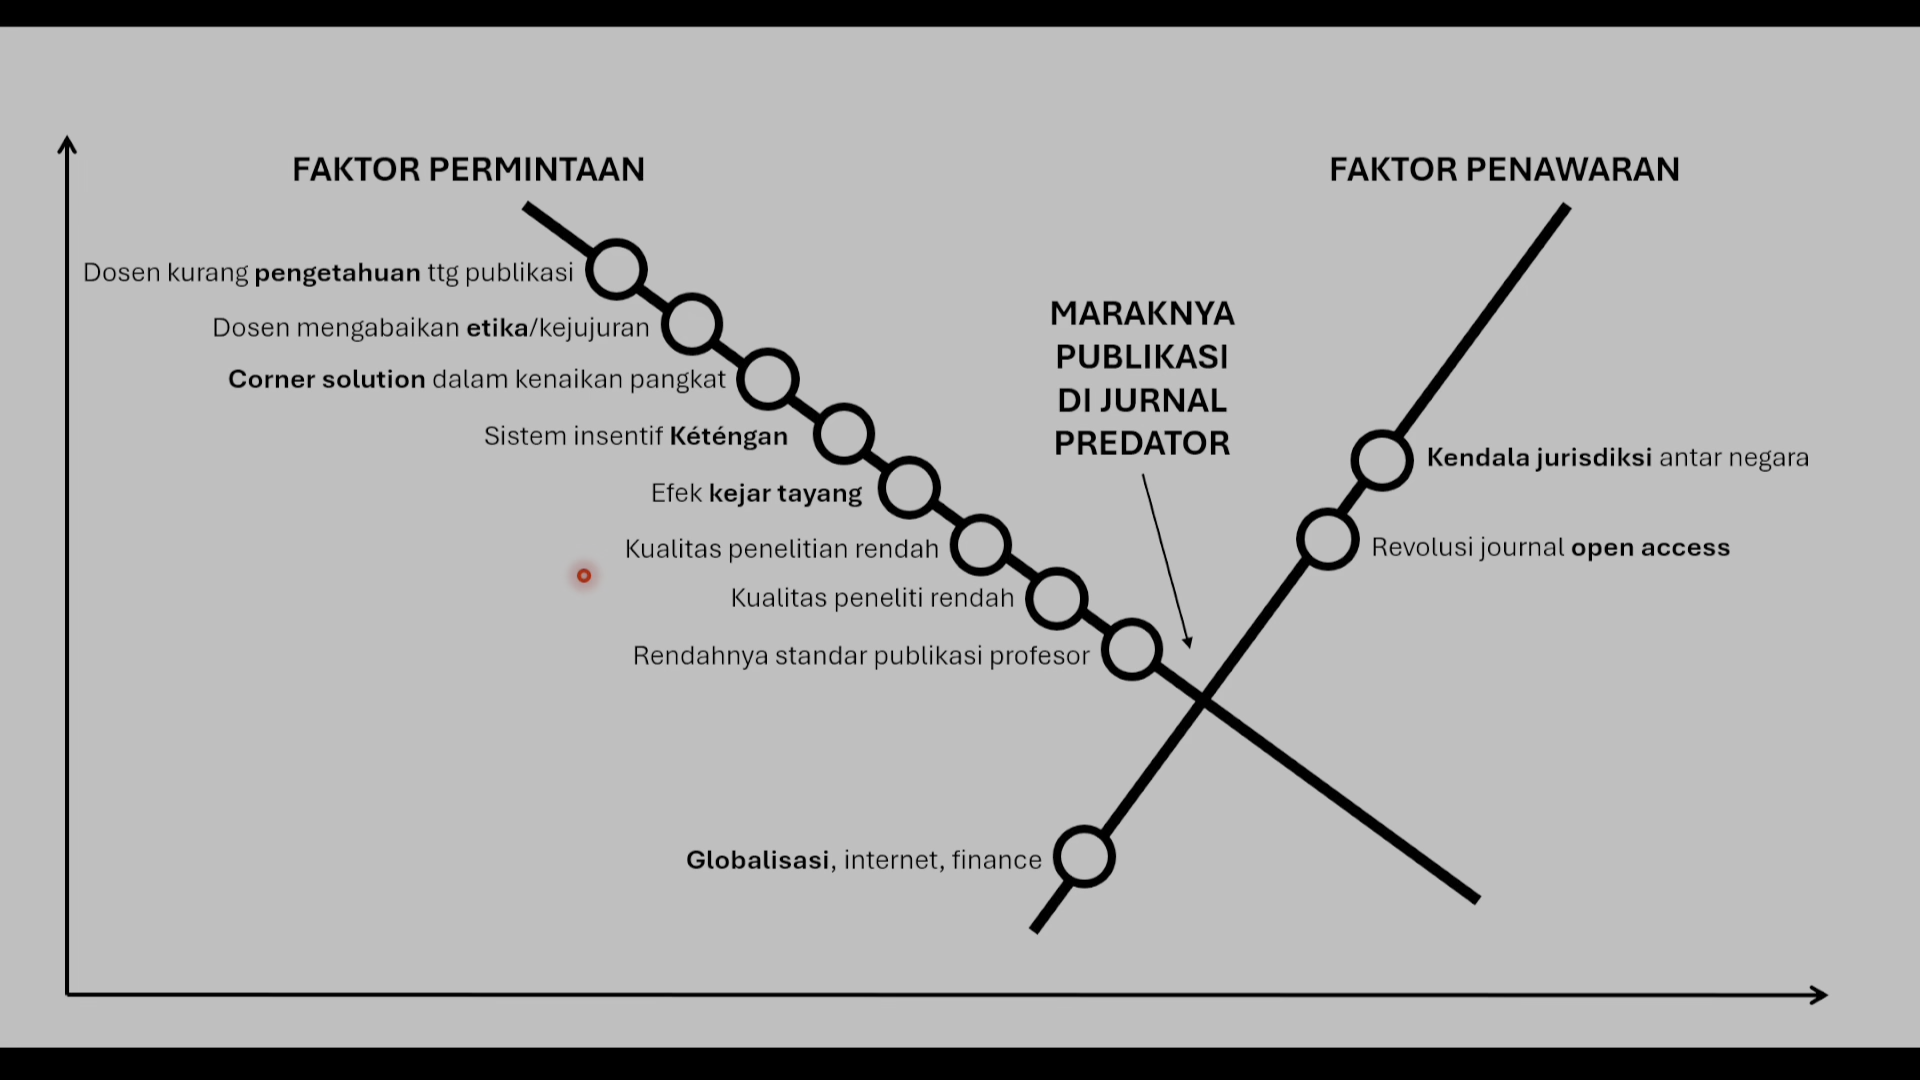 FAKTOR PERMINTAAN
FAKTOR PENAWARAN
Dosen kurang pengetahuan ttg publikasi
Dosen mengabaikan etika/kejujuran
Corner solution dalam kenaikan pangkat
Sistem insentif Kéténgan
Efek kejar tayang
Kualitas penelitian rendah
Kualitas peneliti rendah
Rendahnya standar publikasi profesor
MARAKNYA
PUBLIKASI
DI JURNAL
PREDATOR
Kendala jurisdiksi antar negara
Revolusi journal open access
Globalisasi, internet, finance